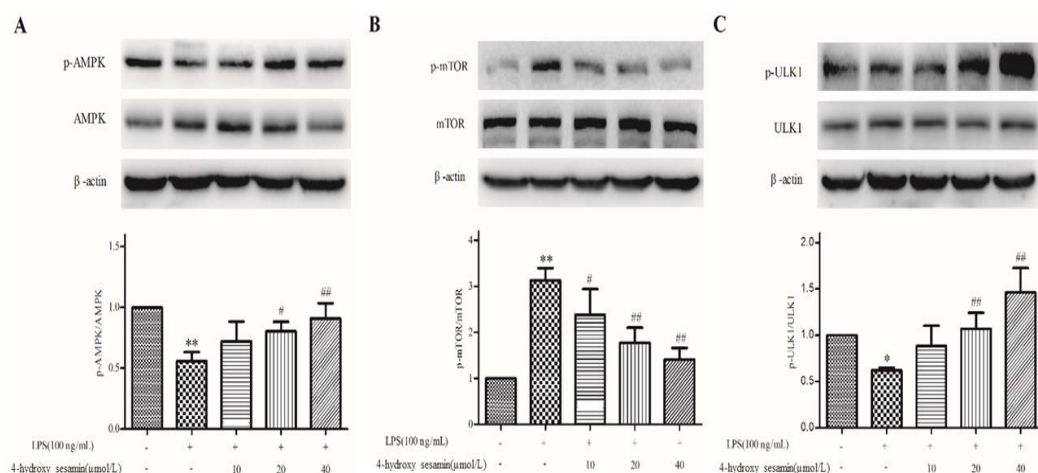 A
p-AMPK
AMPK
β-actin
p-AMPK/AMPK
1.5
1.0
0.5
0.0
**
#
##
LPS(100 ng/mL) - + + + +
4-hydroxy sesamin(μmol/L) - - 10 20 40
B
p-mTOR
mTOR
β-actin
p-mTOR/mTOR
4
3
2
1
0
**
#
##
##
LPS(100 ng/mL) - + + + +
4-hydroxy sesamin(μmol/L) - - 10 20 40
C
p-ULK1
ULK1
β-actin
p-ULK1/ULK1
2.0
1.5
1.0
0.5
0.0
*
##
##
LPS(100 ng/mL) - + + + +
4-hydroxy sesamin(μmol/L) - - 10 20 40